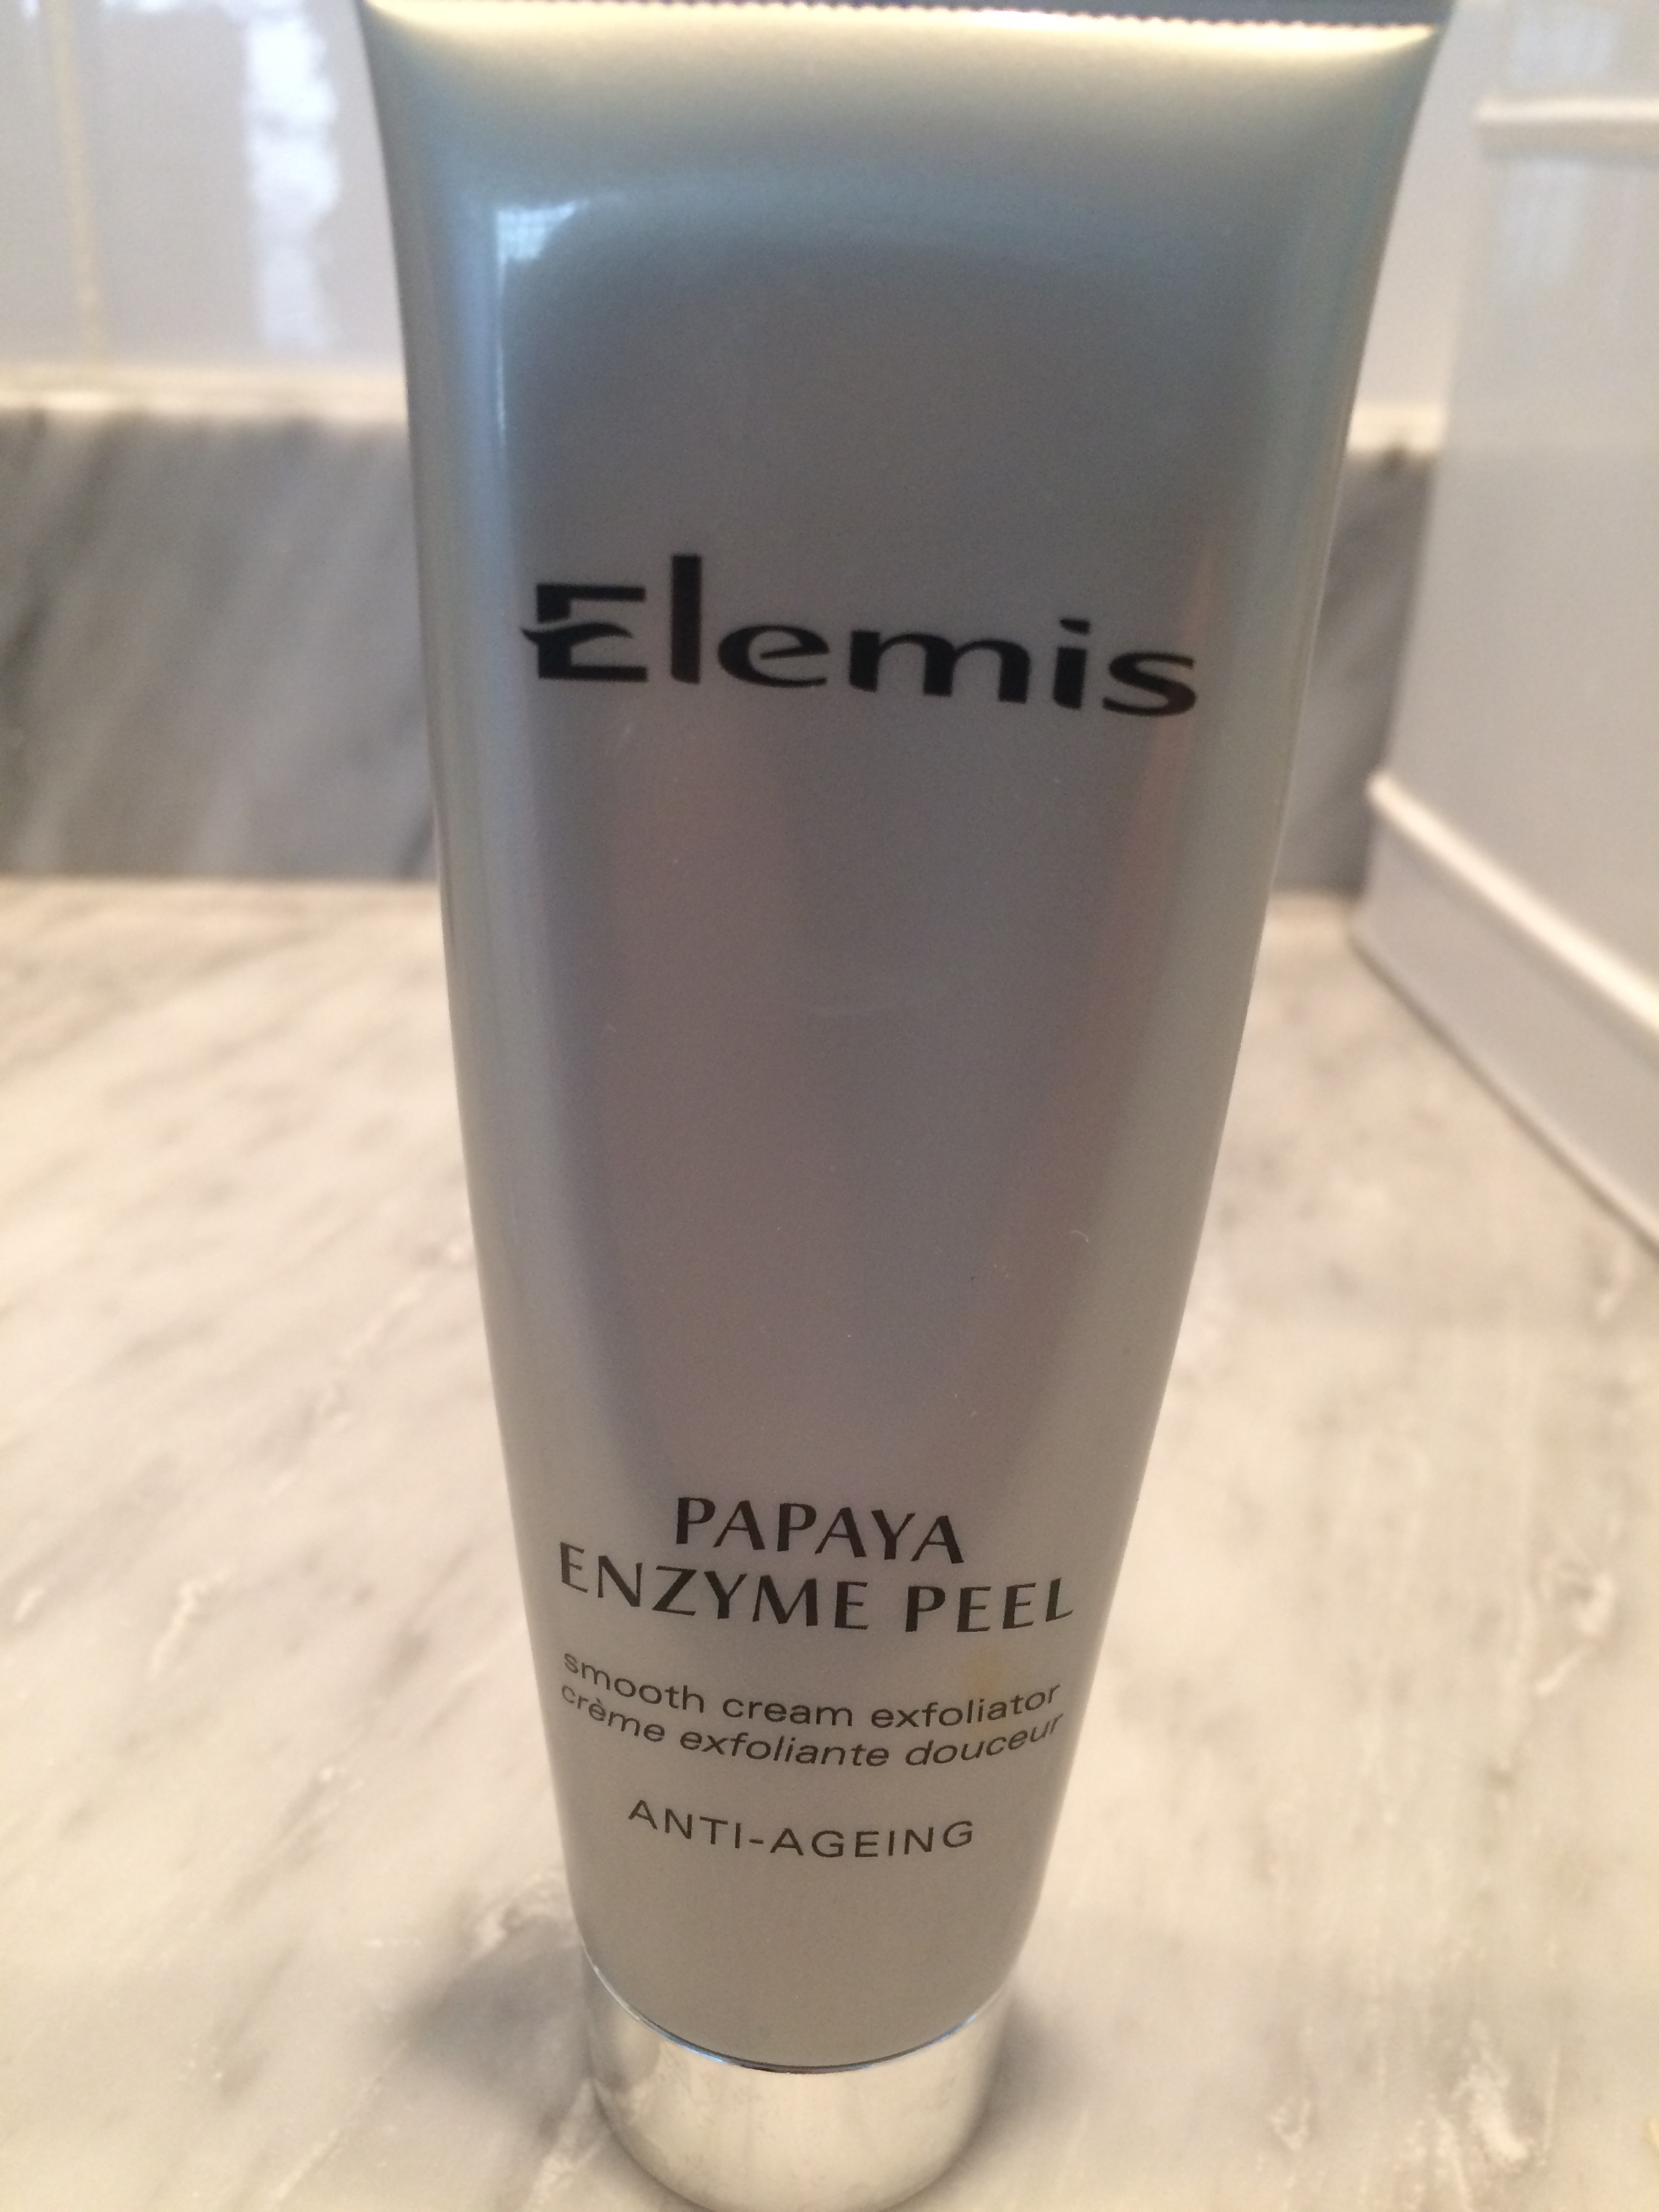 Elemis
PAPAYA
ENZYME PEEL
smooth cream exfoliator
crème exfoliante douceur
ANTI-AGEING